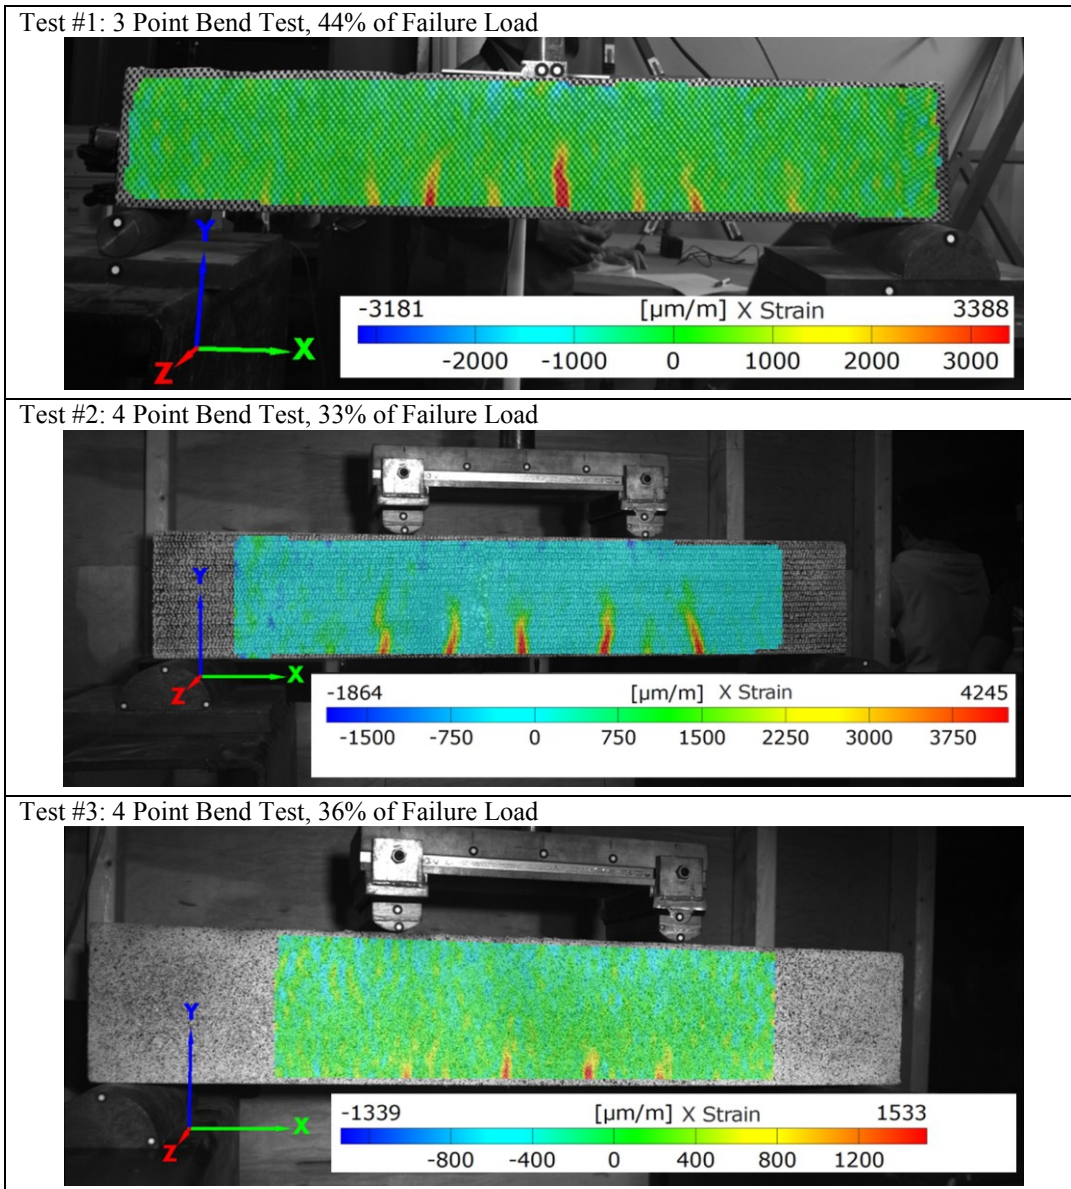 Test #1: 3 Point Bend Test, 44% of Failure Load
Y
X
Z
-3181 [µm/m] X Strain 3388
-2000 -1000 0 1000 2000 3000
Test #2: 4 Point Bend Test, 33% of Failure Load
Y
X
Z
-1864 [µm/m] X Strain 4245
-1500 -750 0 750 1500 2250 3000 3750
Test #3: 4 Point Bend Test, 36% of Failure Load
Y
X
Z
-1339 [µm/m] X Strain 1533
-800 -400 0 400 800 1200